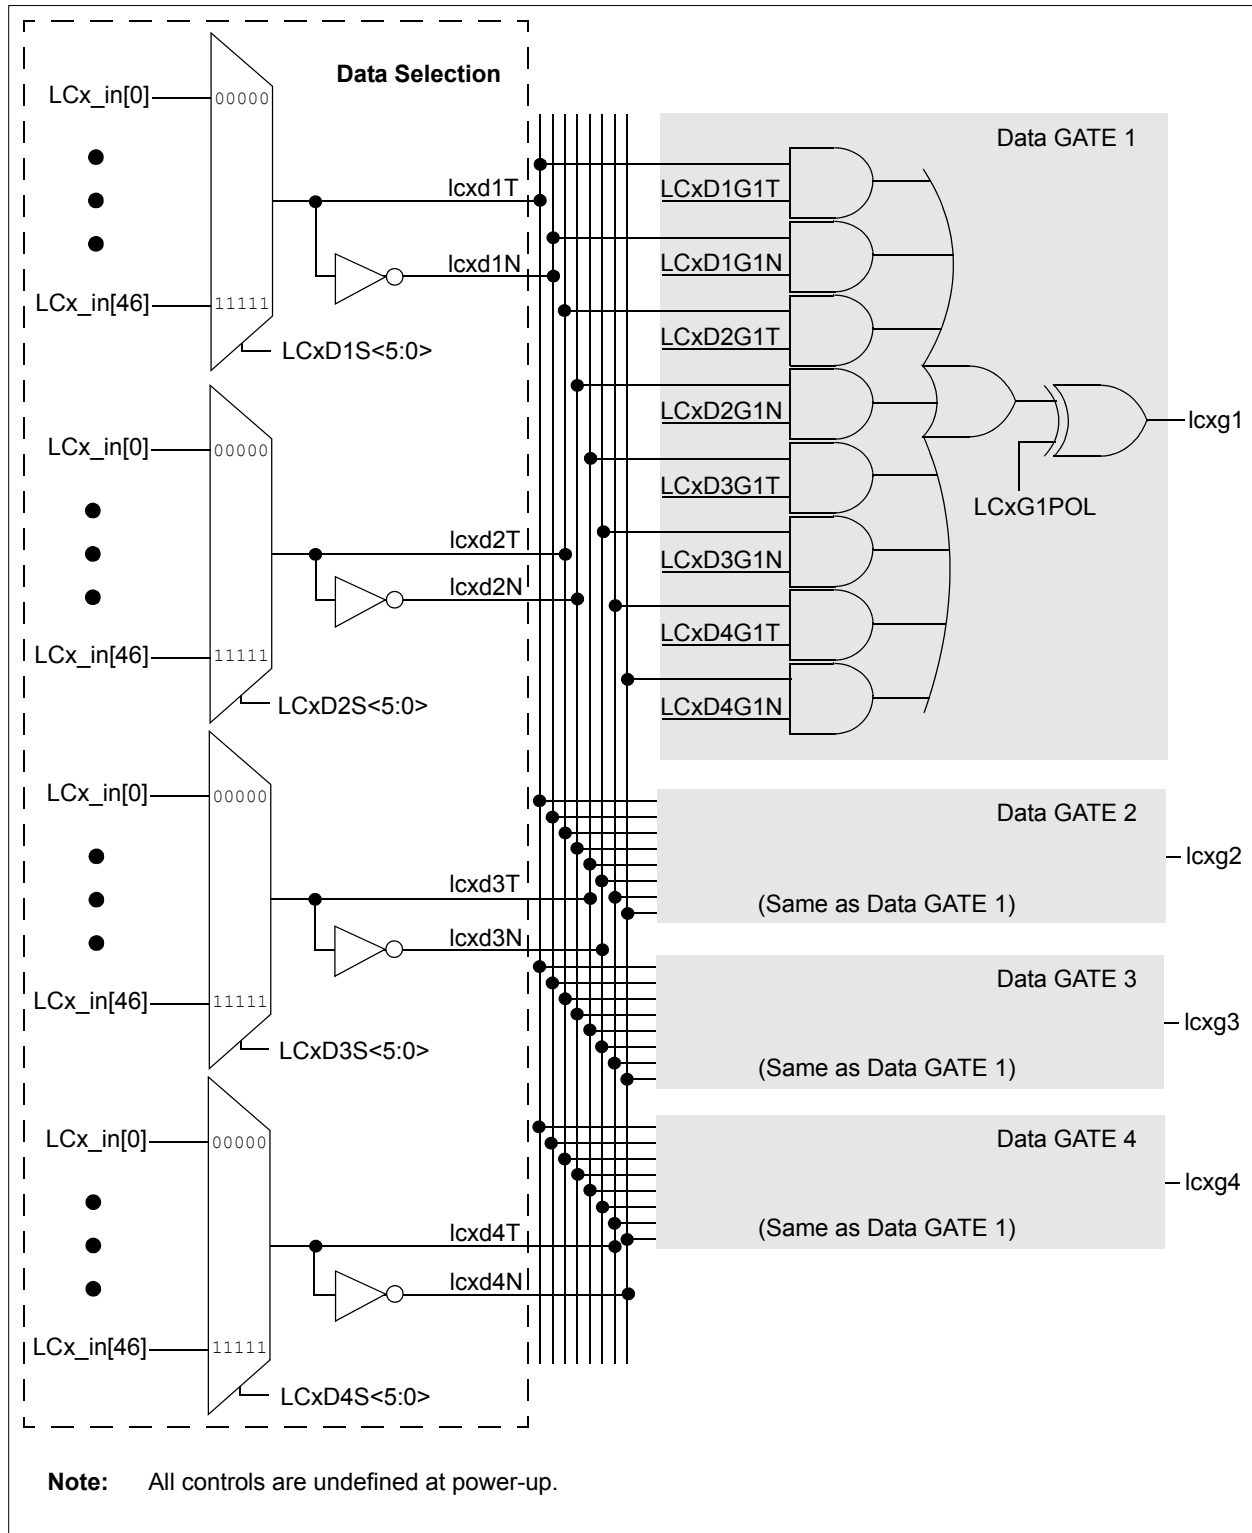 Data Selection
LCx_in[0]
00000
LCx_in[46]
11111
LCxD1S<5:0>
lcxd1T
lcxd1N
LCx_in[0]
00000
LCx_in[46]
11111
LCxD2S<5:0>
lcxd2T
lcxd2N
LCx_in[0]
00000
LCx_in[46]
11111
LCxD3S<5:0>
lcxd3T
lcxd3N
LCx_in[0]
00000
LCx_in[46]
11111
LCxD4S<5:0>
lcxd4T
lcxd4N
Data GATE 1
LCxD1G1T
LCxD1G1N
LCxD2G1T
LCxD2G1N
LCxD3G1T
LCxD3G1N
LCxD4G1T
LCxD4G1N
LCxG1POL
lcxg1
Data GATE 2
(Same as Data GATE 1)
lcxg2
Data GATE 3
(Same as Data GATE 1)
lcxg3
Data GATE 4
(Same as Data GATE 1)
lcxg4
Note: All controls are undefined at power-up.